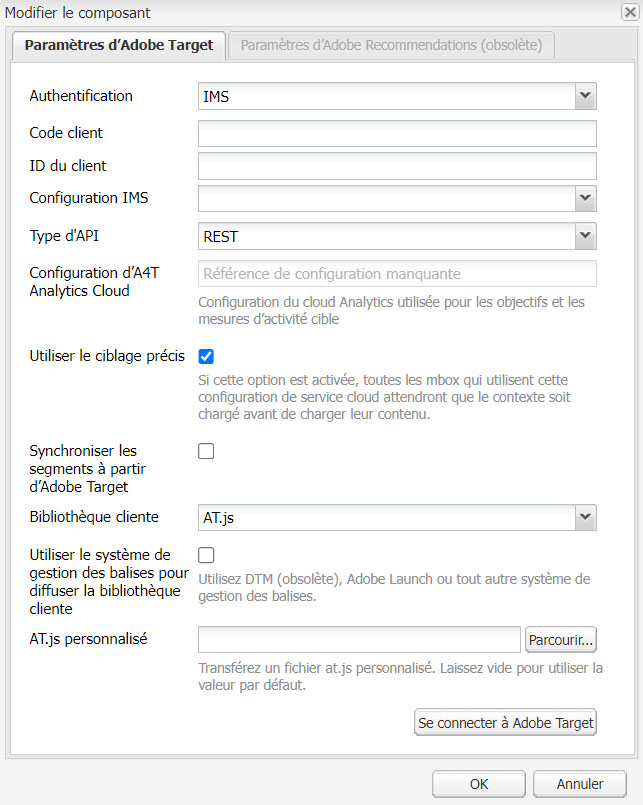 Modifier le composant
Paramètres d’Adobe Target
Paramètres d’Adobe Recommendations (obsolète)
Authentification
IMS
Code client
ID du client
Configuration IMS
Type d'API
REST
Configuration d’A4T
Analytics Cloud
Référence de configuration manquante
Configuration du cloud Analytics utilisée pour les objectifs et les
mesures d’activité cible
Utiliser le ciblage précis
Si cette option est activée, toutes les mbox qui utilisent cette
configuration de service cloud attendront que le contexte soit
chargé avant de charger leur contenu.
Synchroniser les
segments à partir
d’Adobe Target
Bibliothèque cliente
AT.js
Utiliser le système de
gestion des balises pour
diffuser la bibliothèque
cliente
Utilisez DTM (obsolète), Adobe Launch ou tout autre système de
gestion des balises.
AT.js personnalisé
Parcourir...
Transférez un fichier at.js personnalisé. Laissez vide pour utiliser la
valeur par défaut.
Se connecter à Adobe Target
OK
Annuler